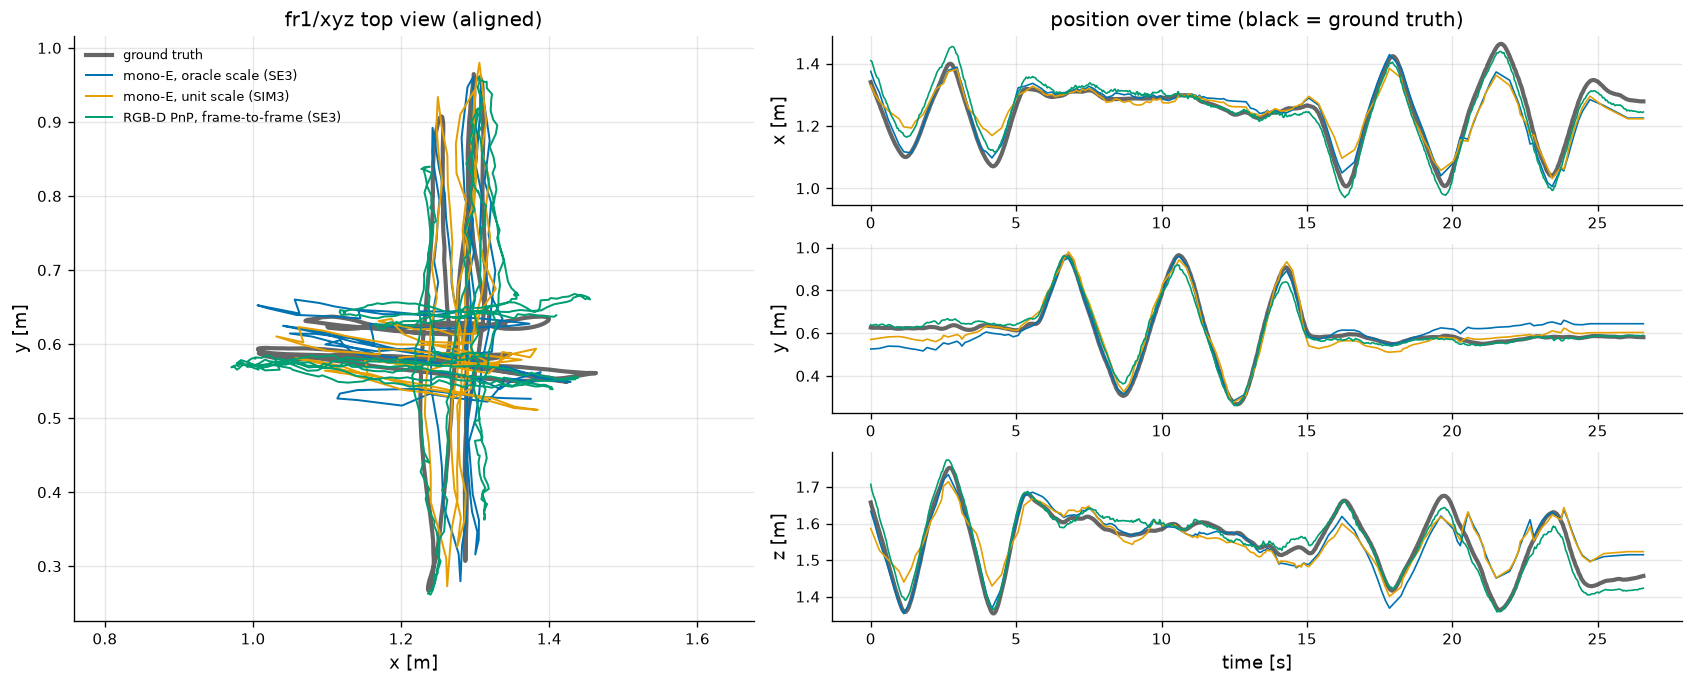 fr1/xyz top view (aligned)
1.0
0.9
0.8
0.7
0.6
0.5
0.4
0.3
y [m]
ground truth
mono-E, oracle scale (SE3)
mono-E, unit scale (SIM3)
RGB-D PnP, frame-to-frame (SE3)
0.8 1.0 1.2 1.4 1.6
x [m]
position over time (black = ground truth)
1.4
1.2
1.0
x [m]
0 5 10 15 20 25
1.0
0.8
0.6
0.4
y [m]
0 5 10 15 20 25
1.7
1.6
1.5
1.4
z [m]
0 5 10 15 20 25
time [s]